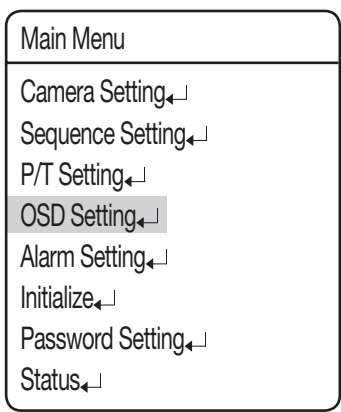 Main Menu
Camera Setting↵
Sequence Setting↵
P/T Setting↵
OSD Setting↵
Alarm Setting↵
Initialize↵
Password Setting↵
Status↵